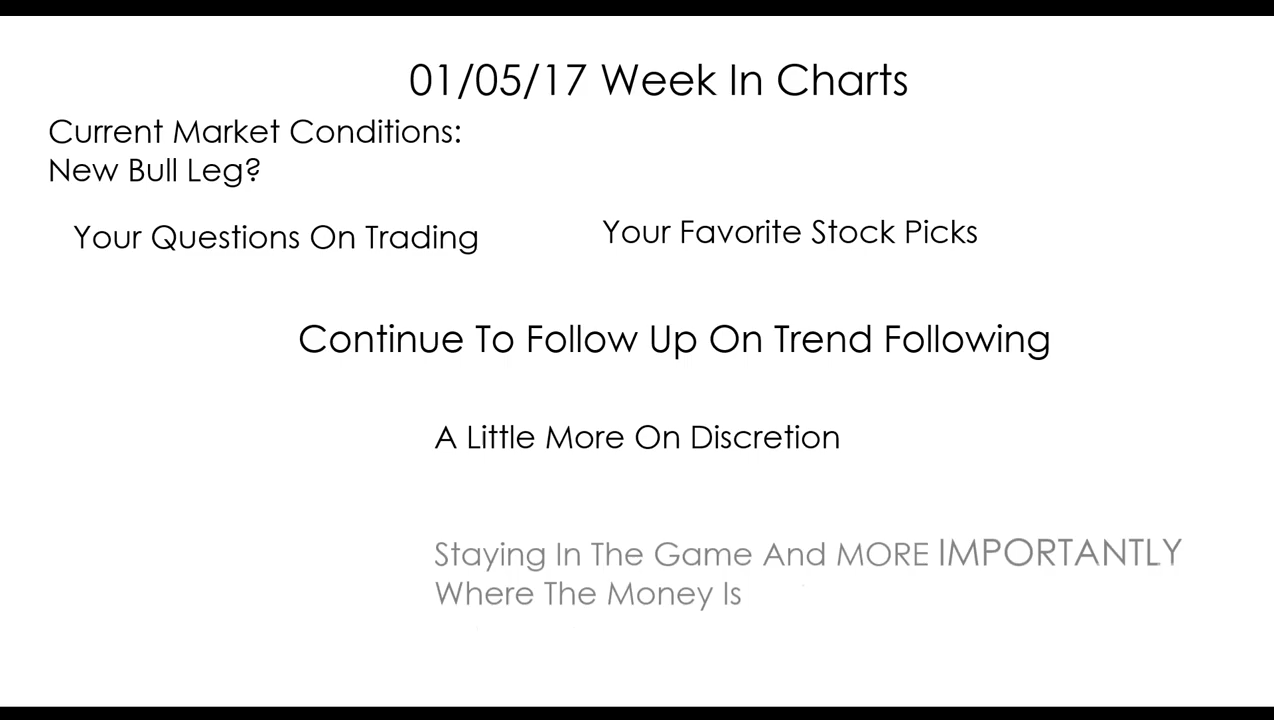 01/05/17 Week In Charts
Current Market Conditions:
New Bull Leg?
Your Questions On Trading
Your Favorite Stock Picks
Continue To Follow Up On Trend Following
A Little More On Discretion
Staying In The Game And MORE IMPORTANTLY
Where The Money Is